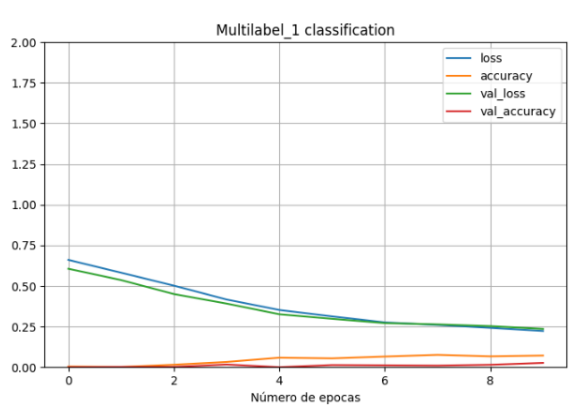 Multilabel_1 classification
2.00
1.75
1.50
1.25
1.00
0.75
0.50
0.25
0.00
loss
accuracy
val_loss
val_accuracy
0 2 4 6 8
Número de epocas